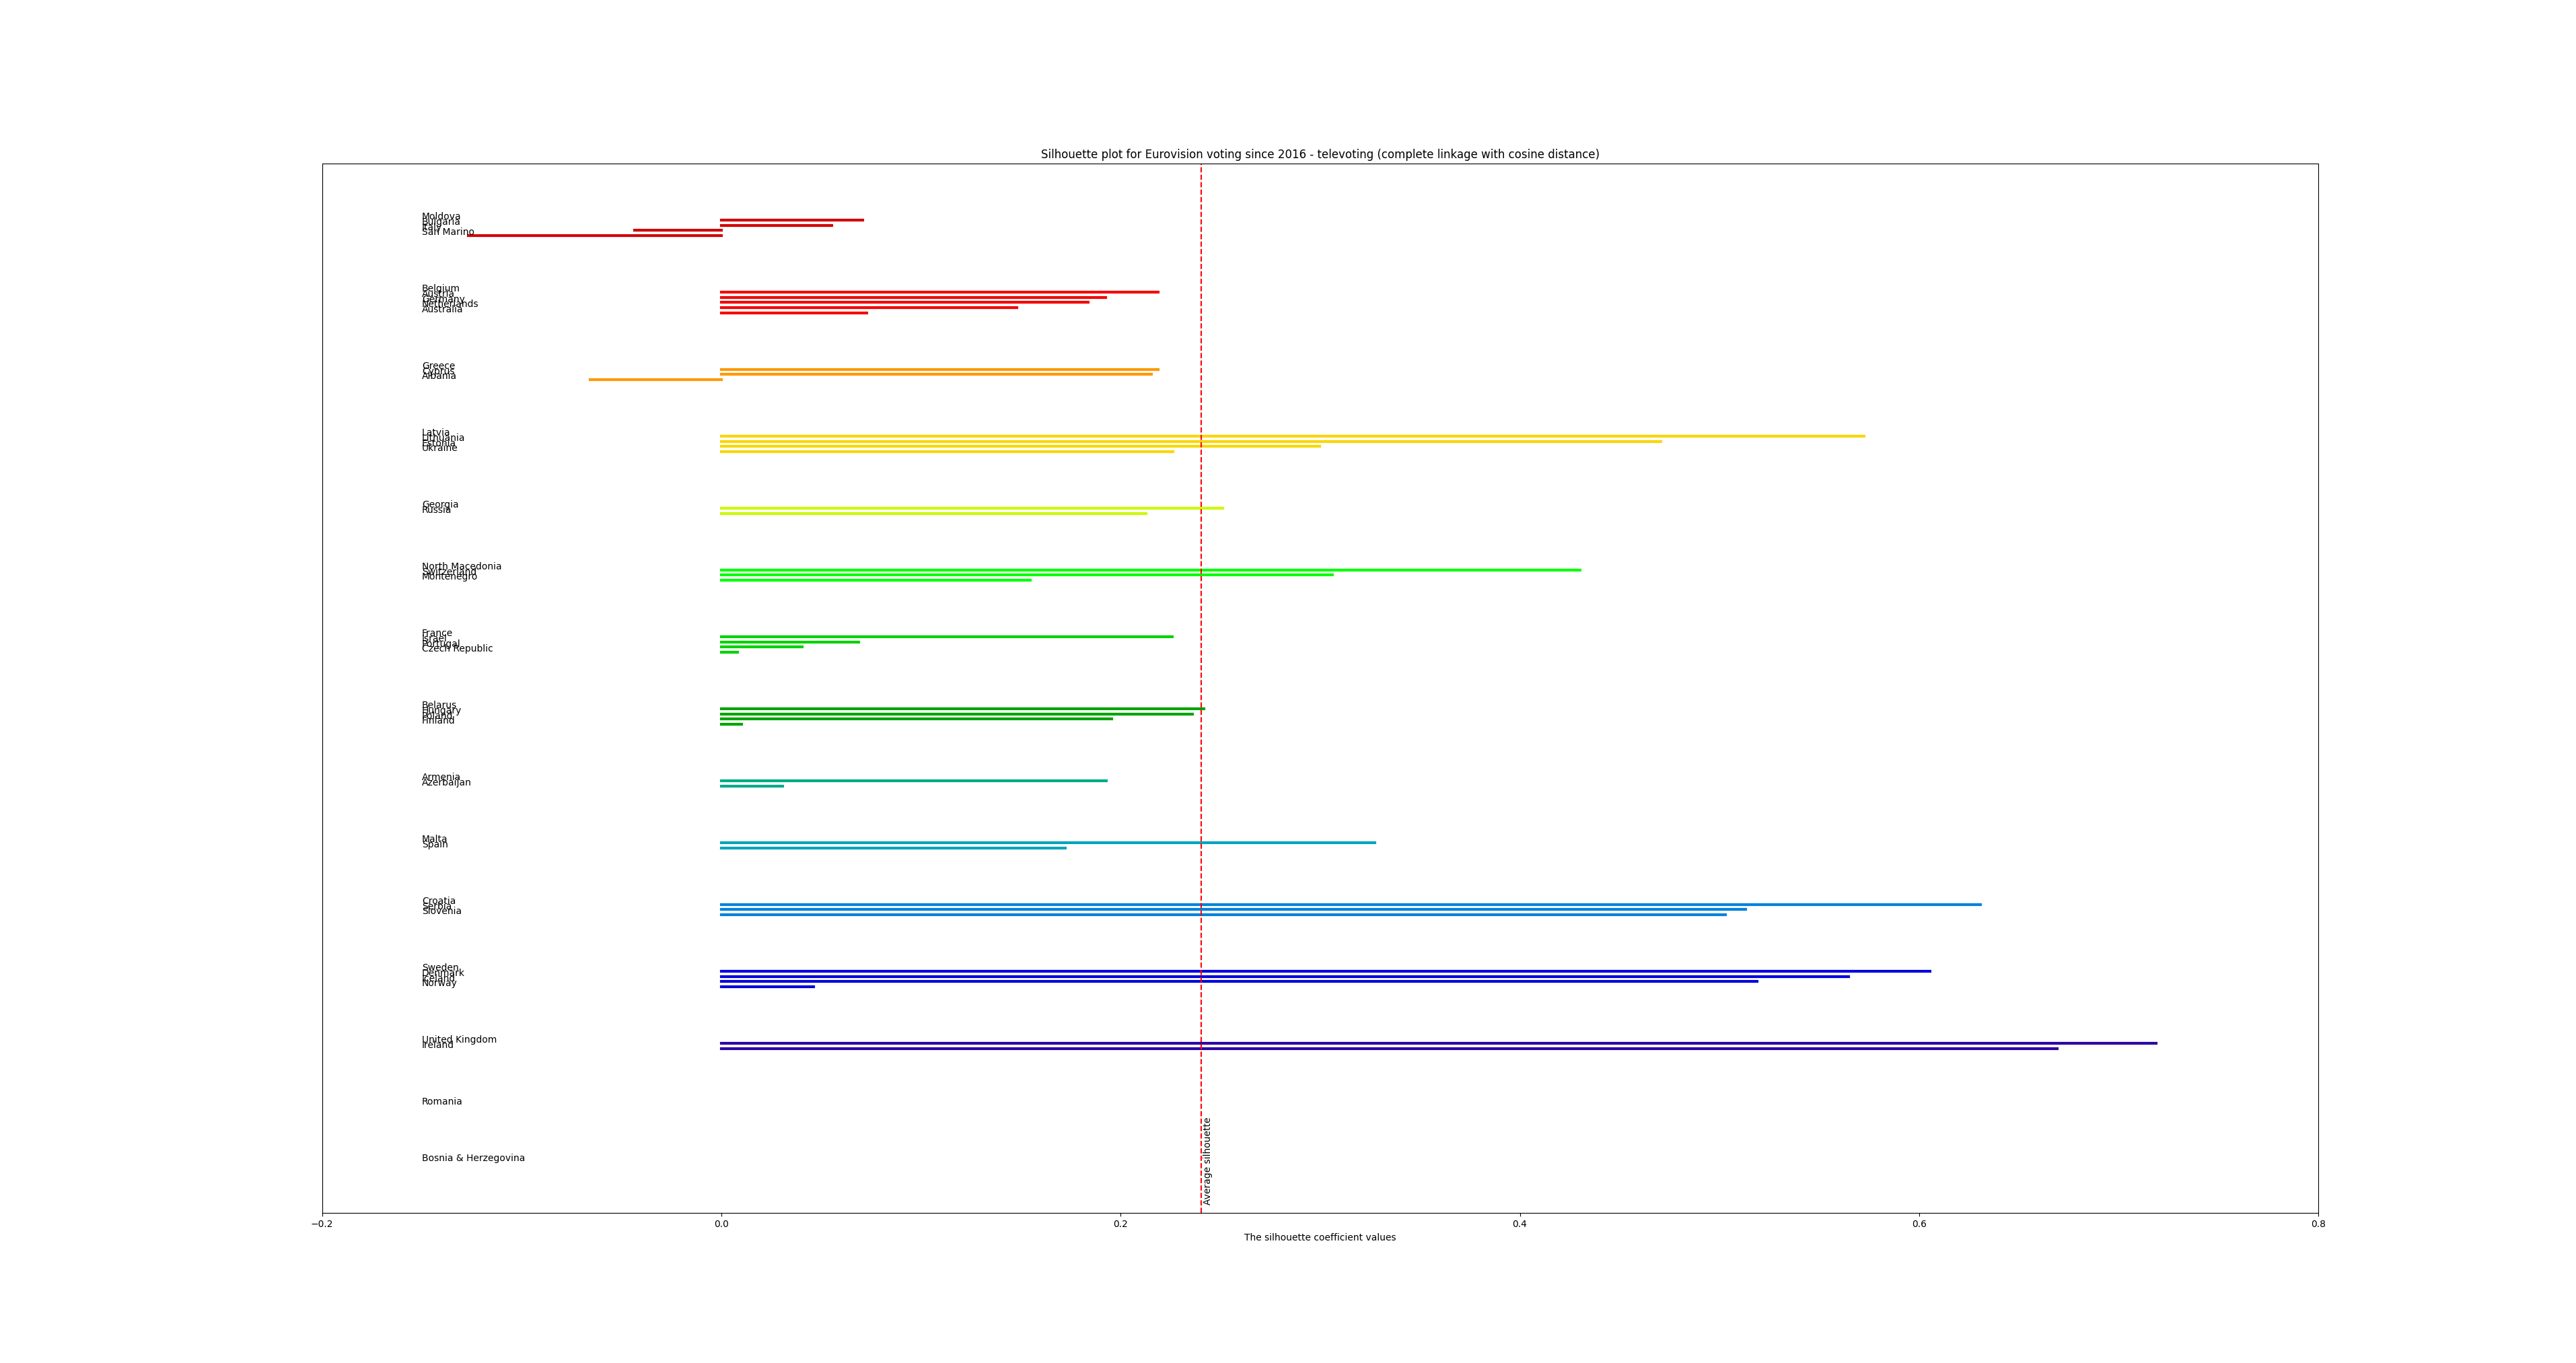 Silhouette plot for Eurovision voting since 2016 - televoting (complete linkage with cosine distance)
Moldova
Bulgaria
Italy
San Marino
Belgium
Austria
Germany
Netherlands
Australia
Greece
Cyprus
Albania
Latvia
Lithuania
Estonia
Ukraine
Georgia
Russia
North Macedonia
Switzerland
Montenegro
France
Israel
Portugal
Czech Republic
Belarus
Hungary
Poland
Finland
Armenia
Azerbaijan
Malta
Spain
Croatia
Serbia
Slovenia
Sweden
Denmark
Iceland
Norway
United Kingdom
Ireland
Romania
Bosnia & Herzegovina
Average silhouette
−0.2 0.0 0.2 0.4 0.6 0.8
The silhouette coefficient values